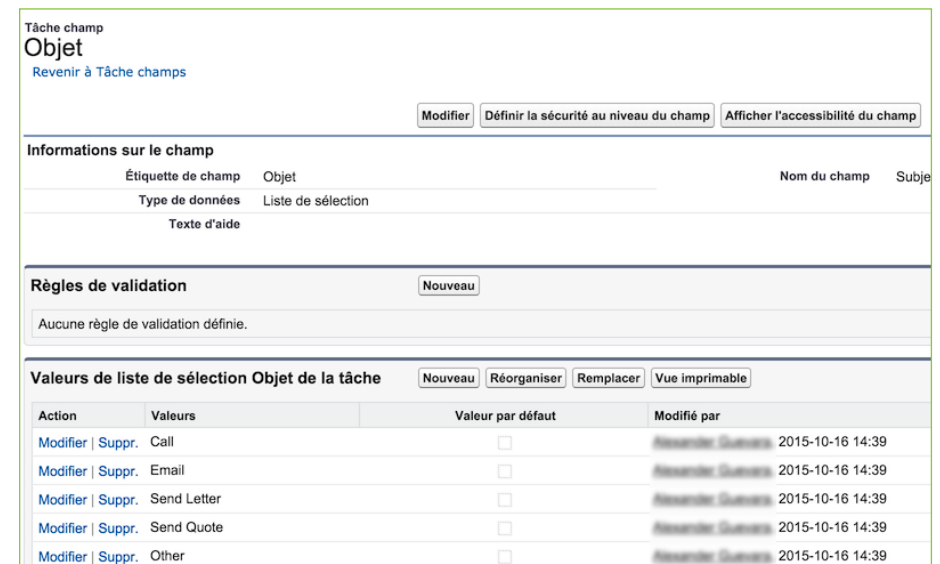 Tâche champ
Objet
Revenir à Tâche champs
Modifier Définir la sécurité au niveau du champ Afficher l'accessibilité du champ
Informations sur le champ
Étiquette de champ Objet Nom du champ Subje
Type de données Liste de sélection
Texte d'aide
Règles de validation Nouveau
Aucune règle de validation définie.
Valeurs de liste de sélection Objet de la tâche Nouveau Réorganiser Remplacer Vue imprimable
Action Valeurs Valeur par défaut Modifié par
Modifier | Suppr. Call 2015-10-16 14:39
Modifier | Suppr. Email 2015-10-16 14:39
Modifier | Suppr. Send Letter 2015-10-16 14:39
Modifier | Suppr. Send Quote 2015-10-16 14:39
Modifier | Suppr. Other 2015-10-16 14:39